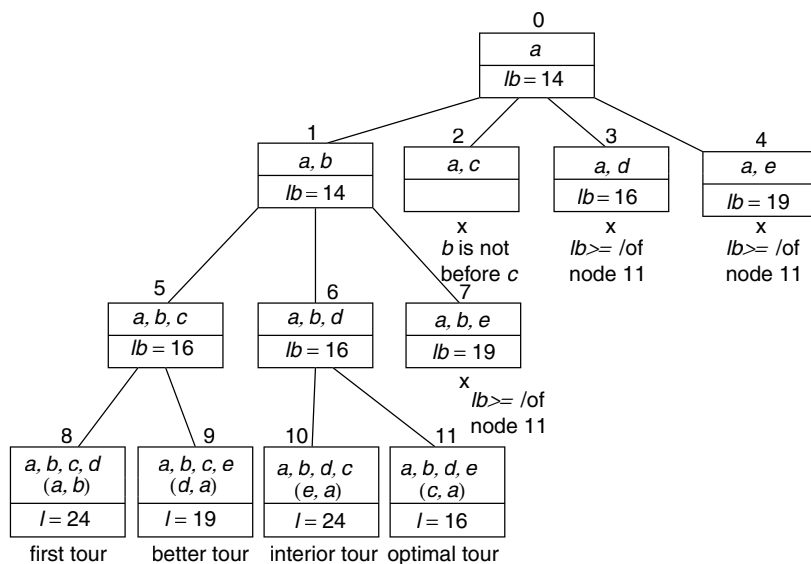 0
a
lb = 14
1
2
3
4
a, b
lb = 14
a, c
a, d
lb = 16
a, e
lb = 19
x
b is not
before c
x
lb>= /of
node 11
x
lb>= /of
node 11
5
6
7
a, b, c
lb = 16
a, b, d
lb = 16
a, b, e
lb = 19
x
lb>= /of
node 11
8
9
10
11
a, b, c, d
(a, b)
l = 24
a, b, c, e
(d, a)
l = 19
a, b, d, c
(e, a)
l = 24
a, b, d, e
(c, a)
l = 16
first tour
better tour
interior tour
optimal tour